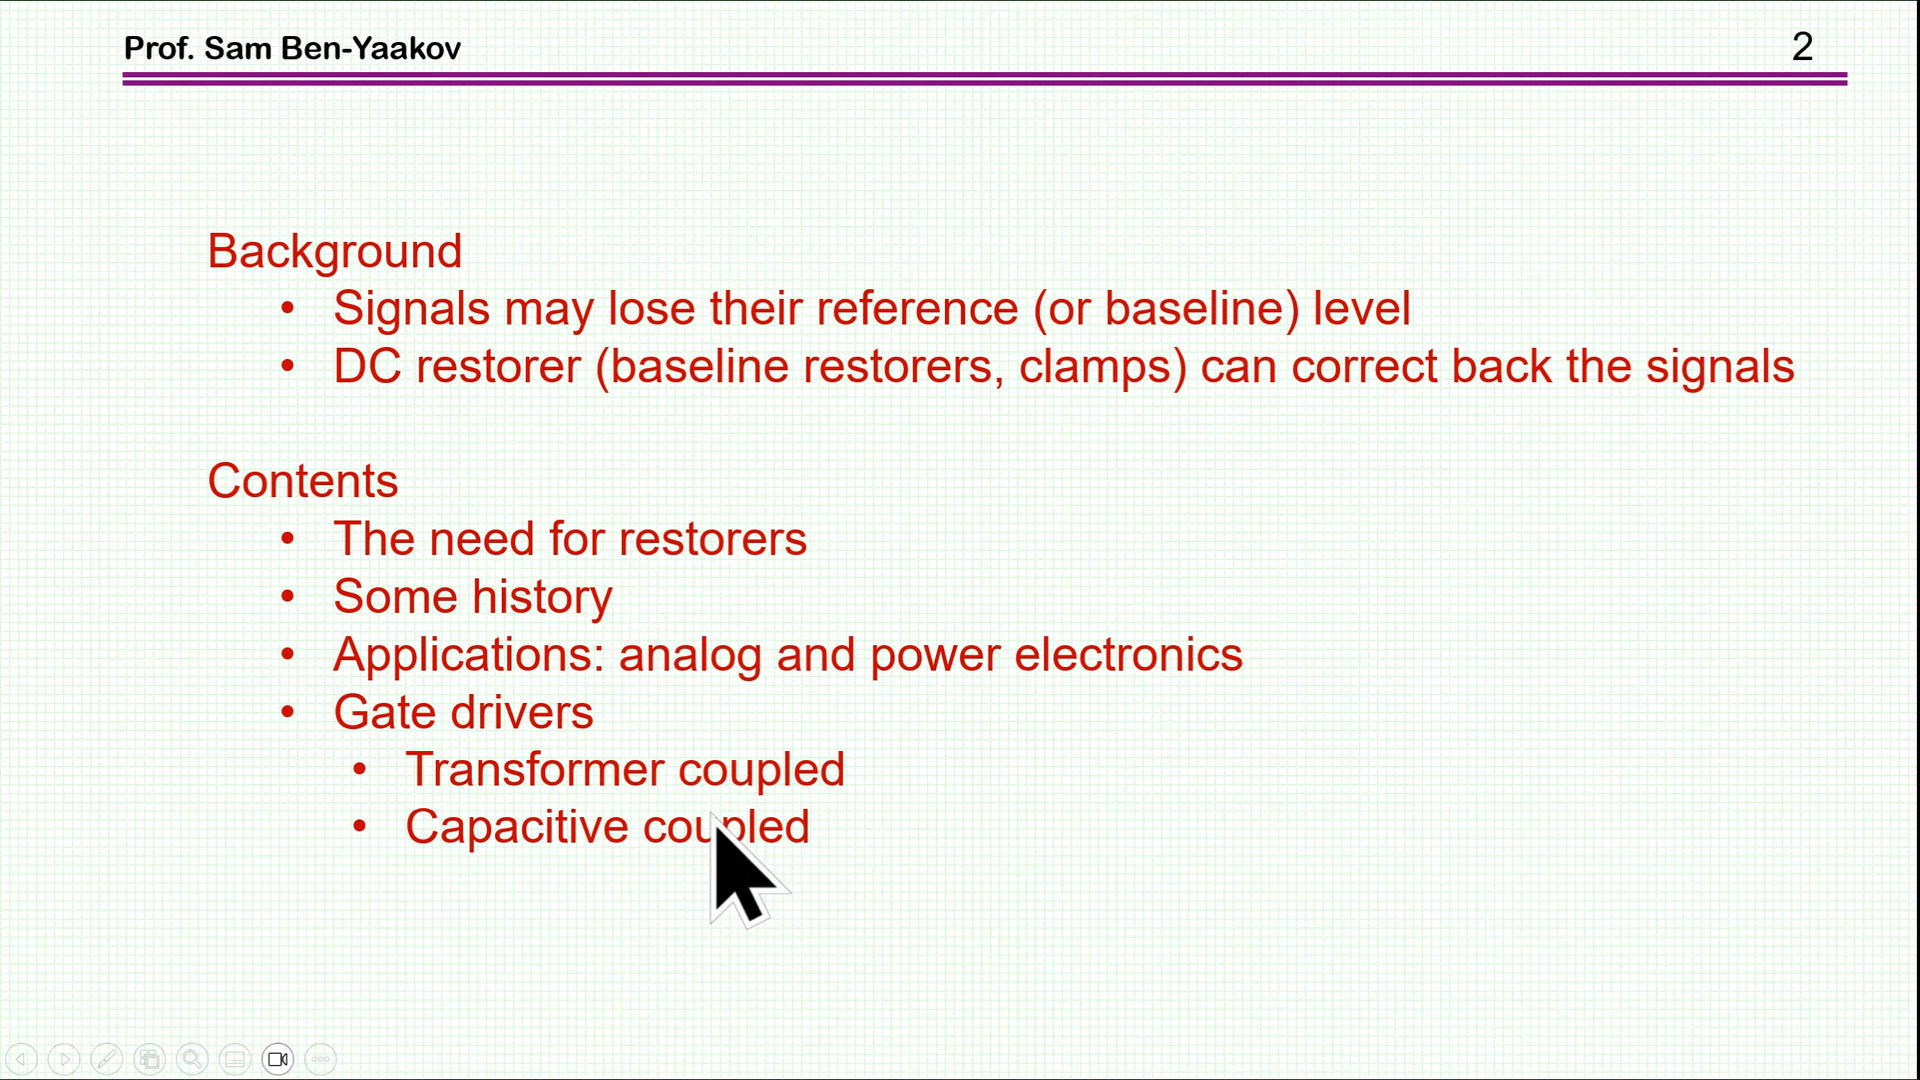 Prof. Sam Ben-Yaakov
2
Background
• Signals may lose their reference (or baseline) level
• DC restorer (baseline restorers, clamps) can correct back the signals
Contents
• The need for restorers
• Some history
• Applications: analog and power electronics
• Gate drivers
• Transformer coupled
• Capacitive coupled